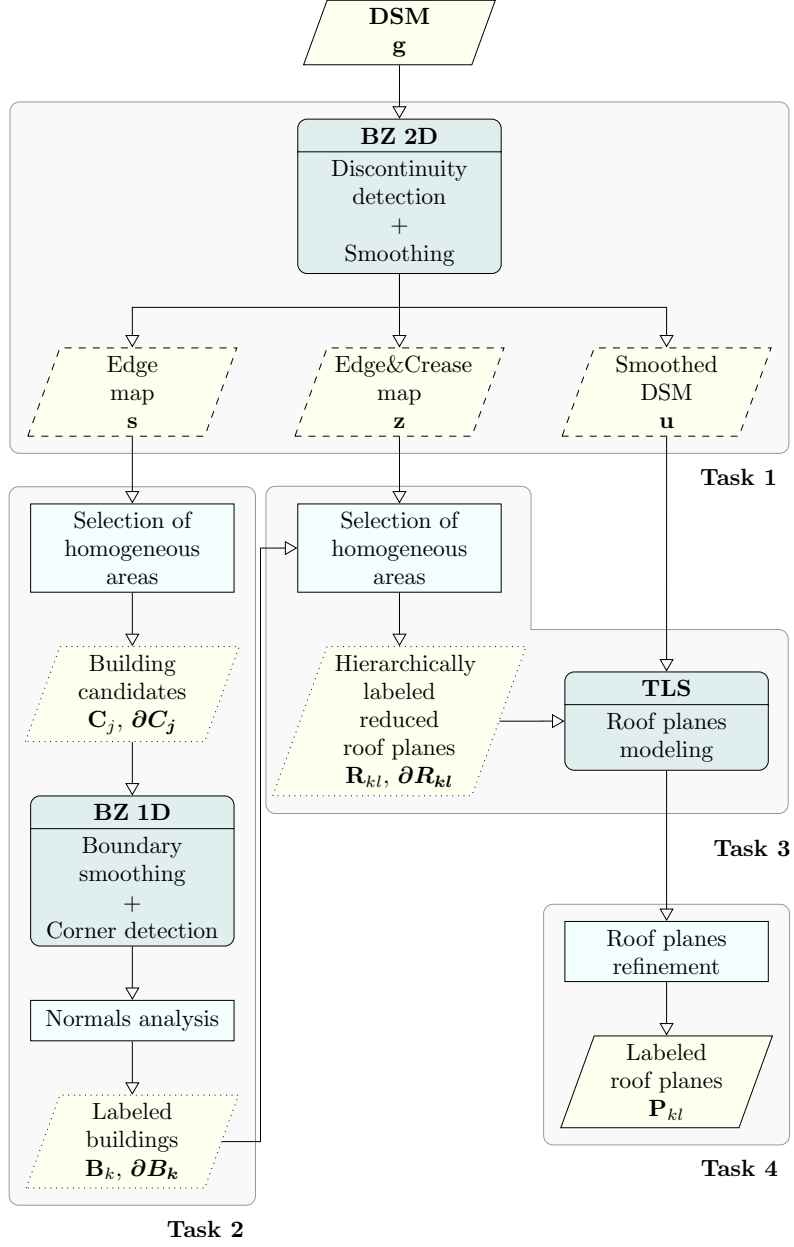 DSM
g
BZ 2D
Discontinuity
detection
+
Smoothing
Edge
map
s
Edge&Crease
map
z
Smoothed
DSM
u
Task 1
Selection of
homogeneous
areas
Building
candidates
C_j, ∂C_j
BZ 1D
Boundary
smoothing
+
Corner detection
Normals analysis
Labeled
buildings
B_k, ∂B_k
Task 2
Selection of
homogeneous
areas
Hierarchically
labeled
reduced
roof planes
R_kl, ∂R_kl
TLS
Roof planes
modeling
Task 3
Roof planes
refinement
Labeled
roof planes
P_kl
Task 4